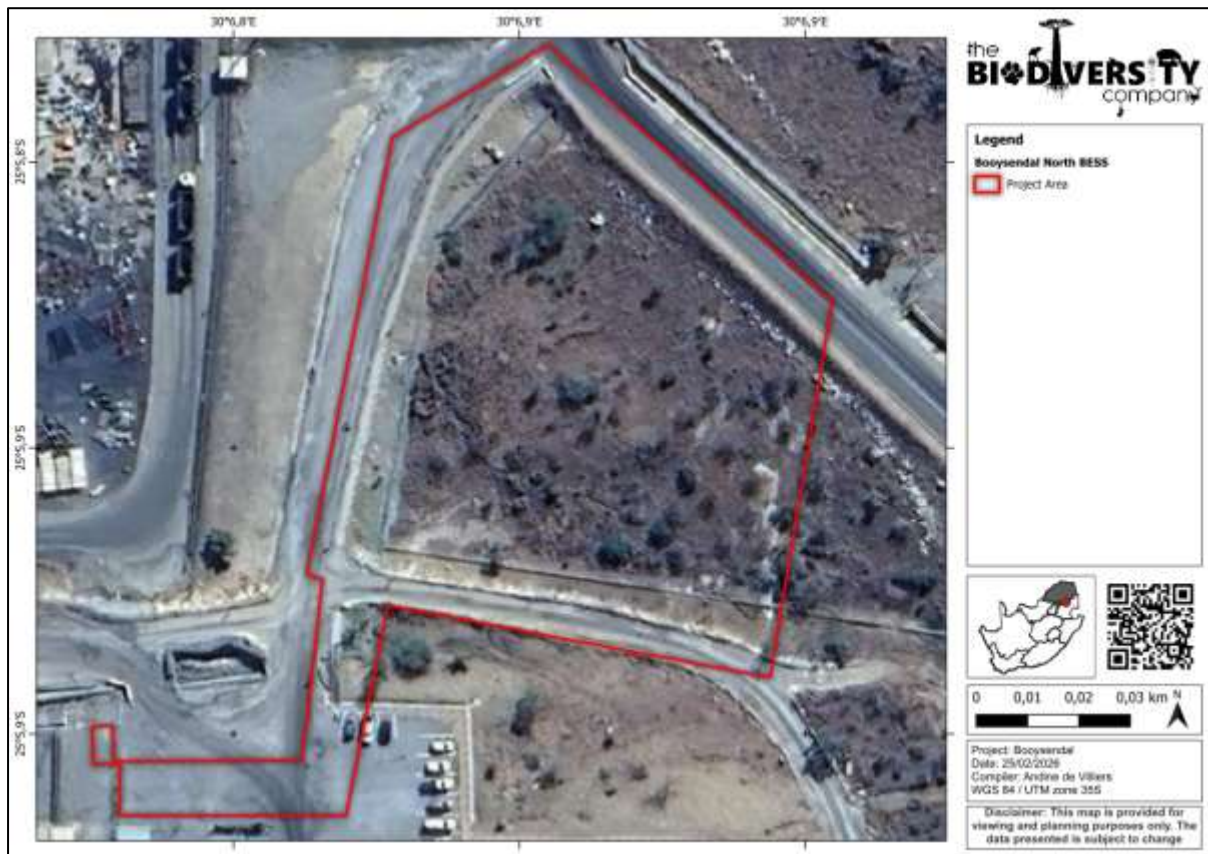 30°6,8'E
30°6,9'E
30°6,9'E
25°5,8'S
25°5,9'S
25°5,9'S
the
BIODIVERSITY
company
Legend
Booysendal North BESS
Project Area
0 0,01 0,02 0,03 km
N
Project: Booysendal
Date: 25/02/2026
Compiler: Andine de Villiers
WGS 84 / UTM zone 35S
Disclaimer: This map is provided for
viewing and planning purposes only. The
data presented is subject to change